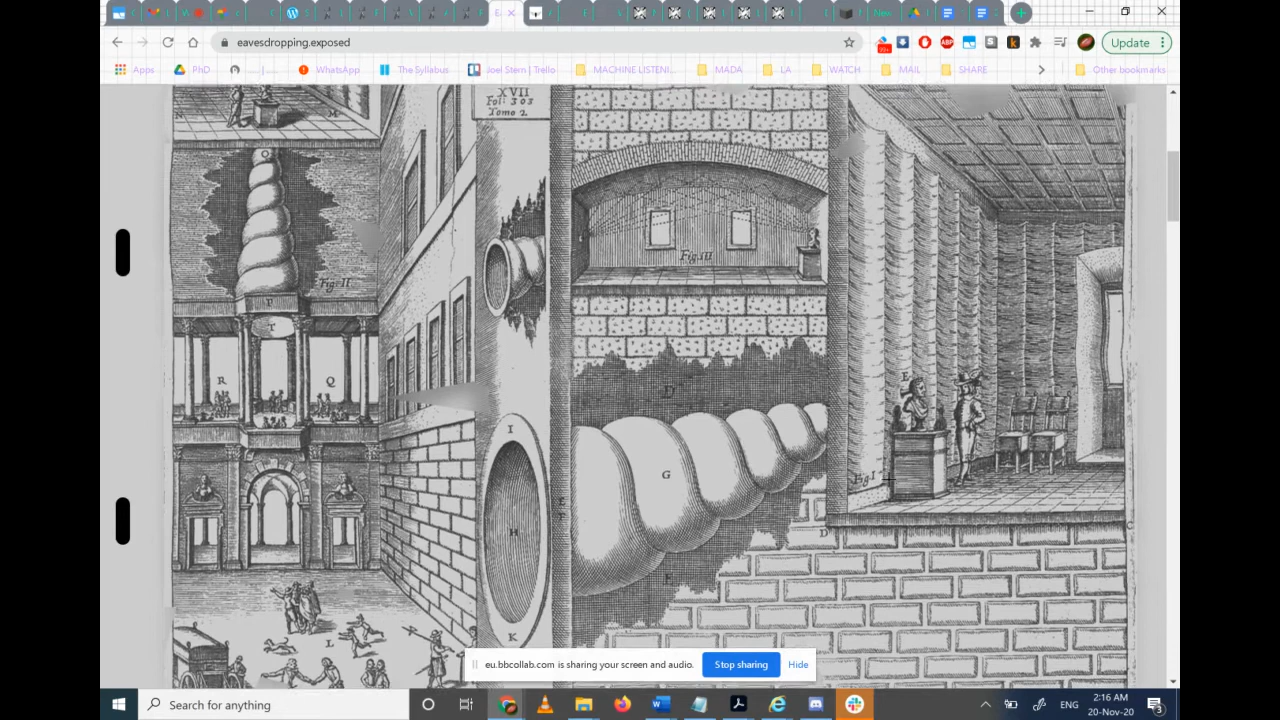 eavesdropping.exposed
Update
Apps
PhD
WhatsApp
The Syllabus
Joel Stern | Trello
MACHINE LISTENI...
MADA
LA
WATCH
MAIL
SHARE
Other bookmarks
XVII
Fol: 303
Tomo 2.
N
M
O
Fig: II
P
T
R
Q
L
I
H
K
Fig: III
G
F
E
D
C
E
Fig I
eu.bbcollab.com is sharing your screen and audio.
Stop sharing
Hide
Search for anything
ENG
2:16 AM
20-Nov-20
3